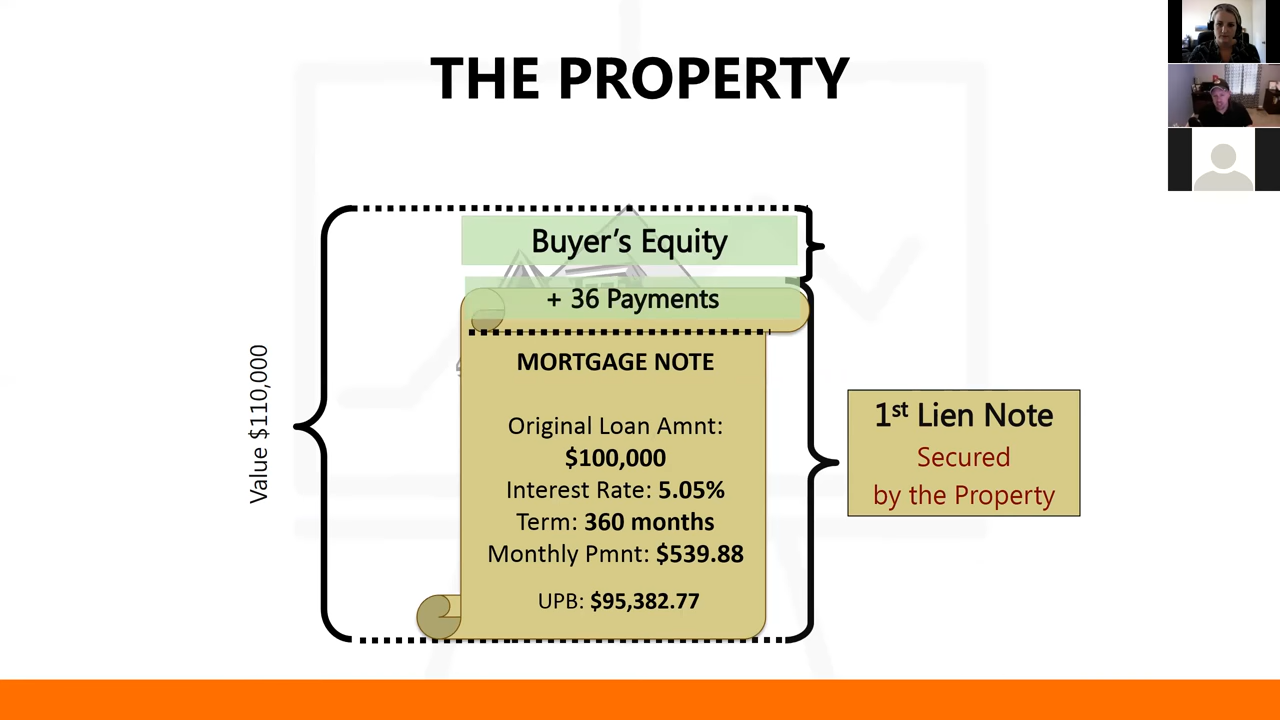 THE PROPERTY
Value $110,000
Buyer's Equity
+ 36 Payments
MORTGAGE NOTE
Original Loan Amnt:
$100,000
Interest Rate: 5.05%
Term: 360 months
Monthly Pmnt: $539.88
UPB: $95,382.77
1st Lien Note
Secured
by the Property